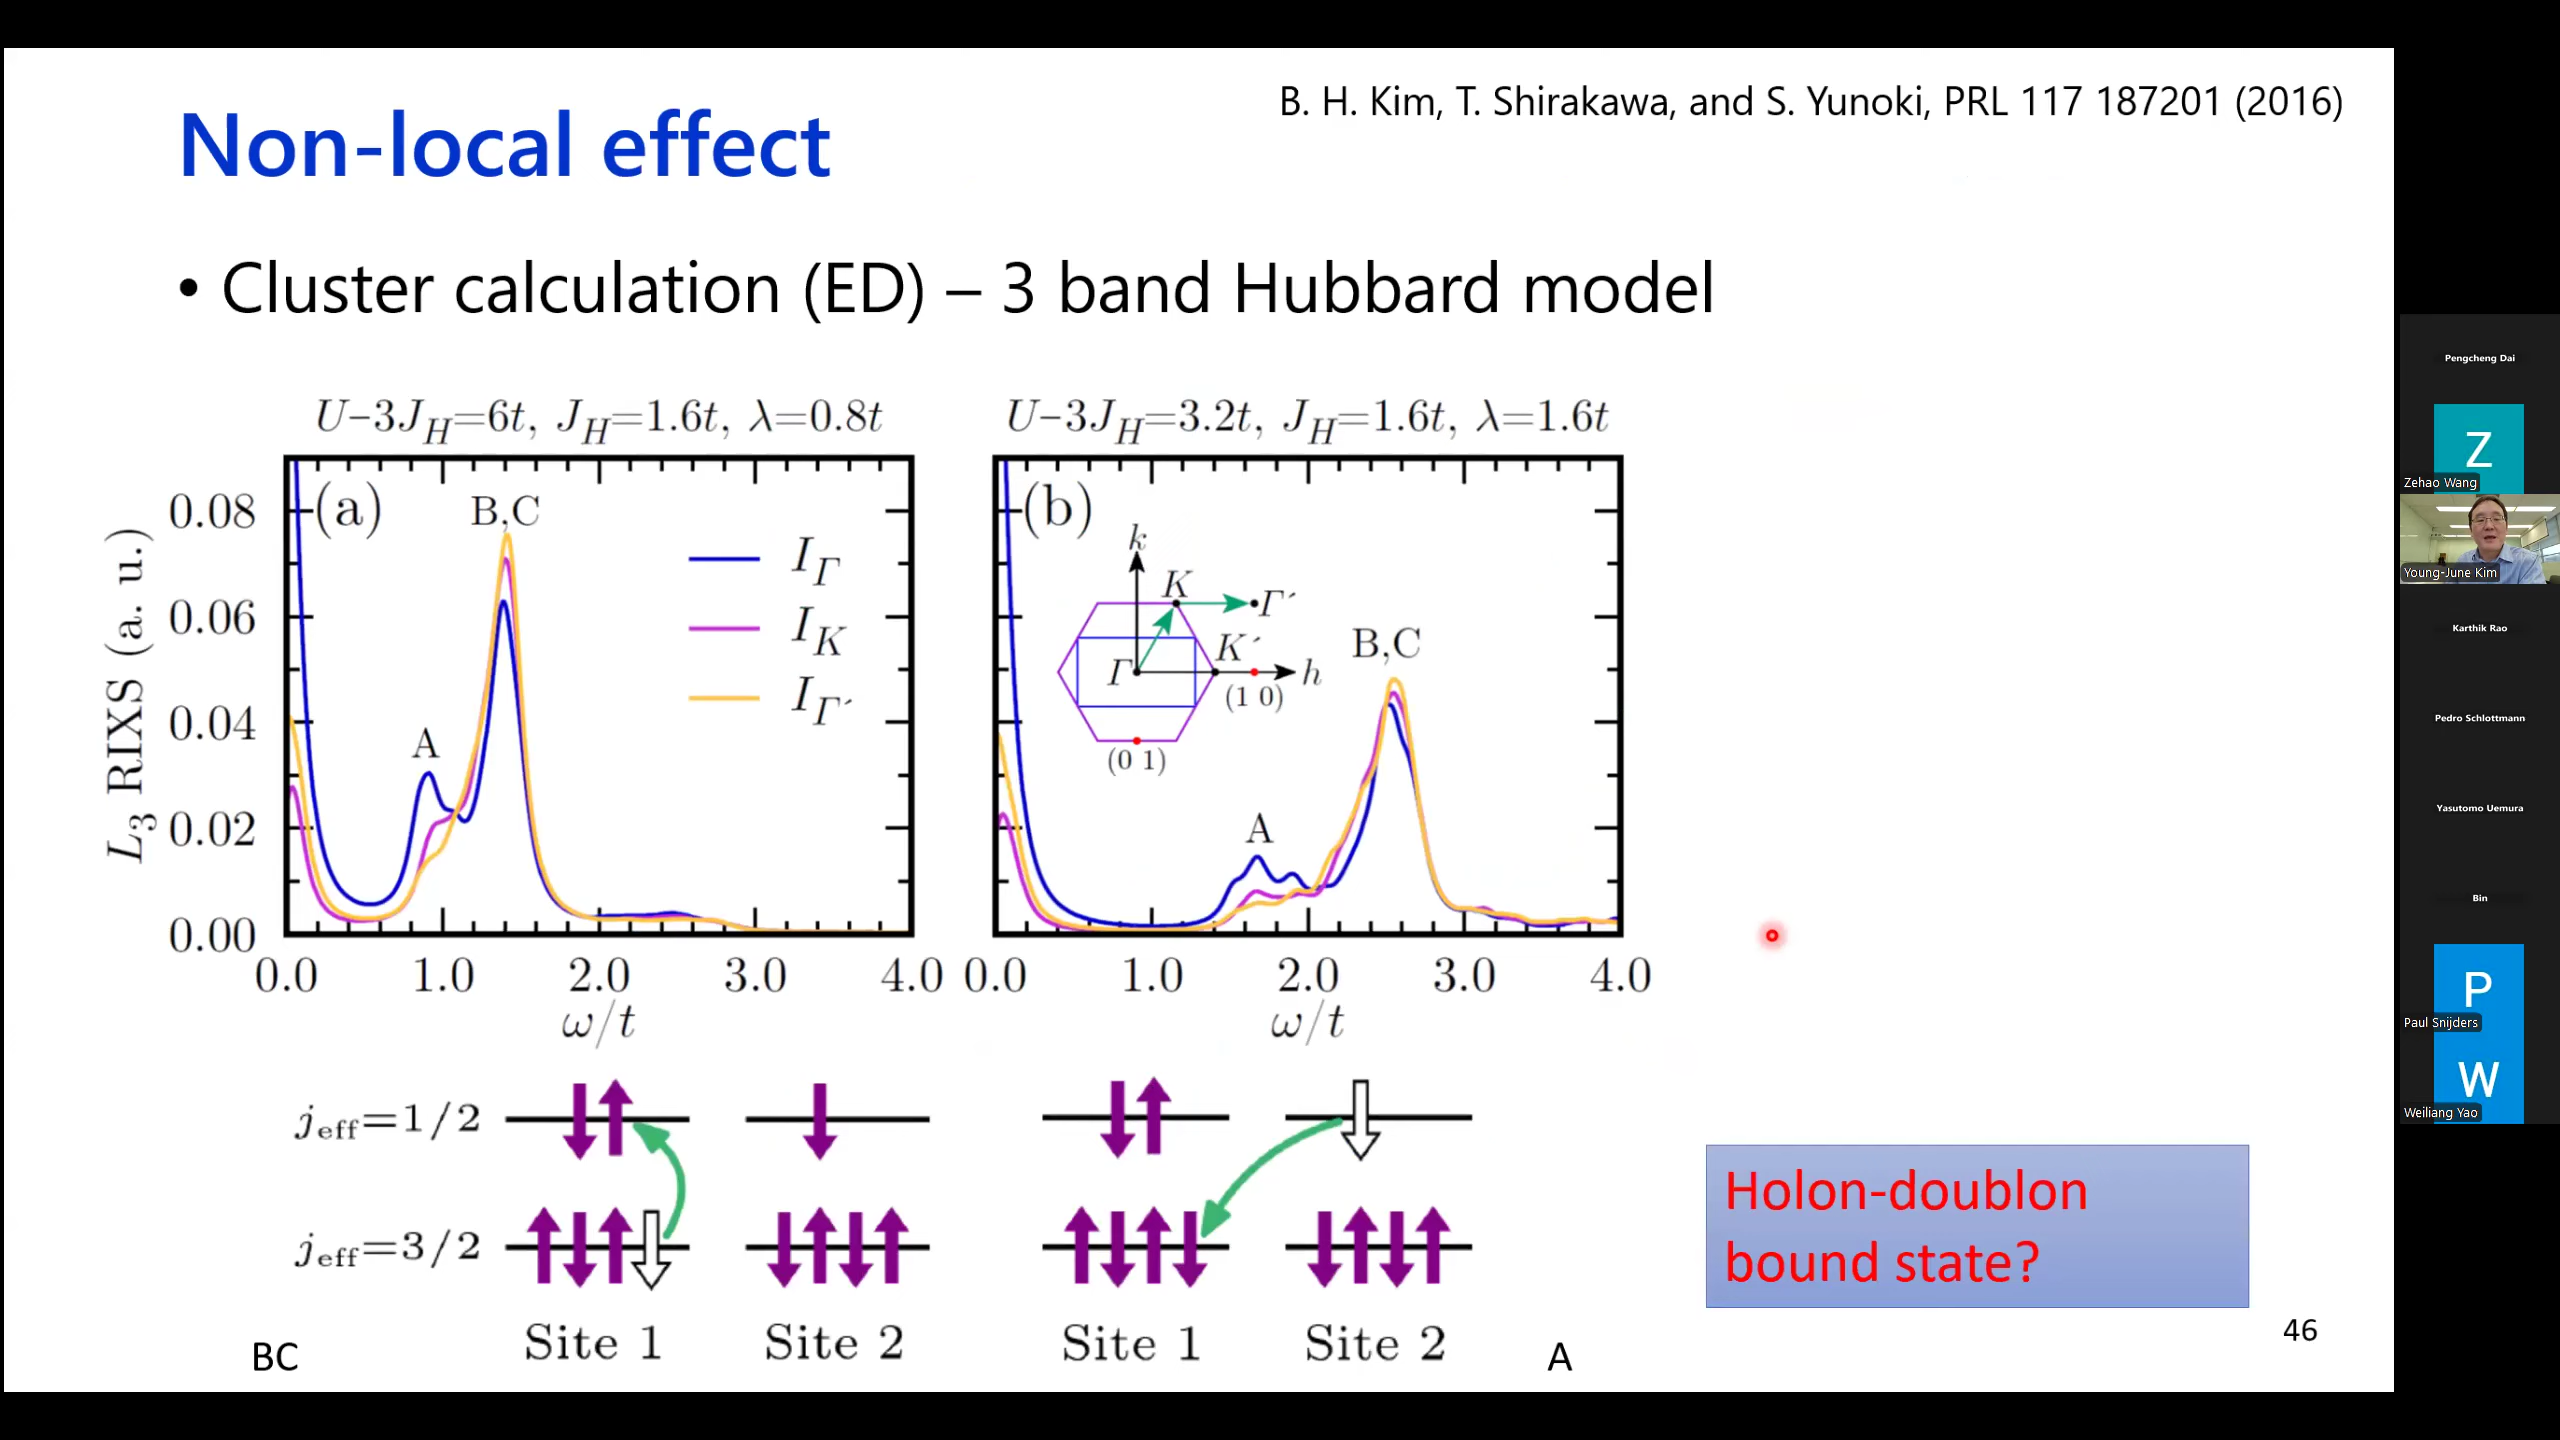 Non-local effect
B. H. Kim, T. Shirakawa, and S. Yunoki, PRL 117 187201 (2016)
• Cluster calculation (ED) – 3 band Hubbard model
U−3J_H=6t, J_H=1.6t, λ=0.8t
U−3J_H=3.2t, J_H=1.6t, λ=1.6t
L_3 RIXS (a. u.)
0.08
0.06
0.04
0.02
0.00
(a)
A
B,C
I_Γ
I_K
I_Γ´
0.0 1.0 2.0 3.0 4.0
ω/t
(b)
k
K
Γ´
K´
Γ
h
(1 0)
(0 1)
A
B,C
0.0 1.0 2.0 3.0 4.0
ω/t
j_eff=1/2
j_eff=3/2
Site 1 Site 2
Site 1 Site 2
BC
A
Holon-doublon
bound state?
46
Pengcheng Dai
Z
Zehao Wang
Young-June Kim
Karthik Rao
Pedro Schlottmann
Yasutomo Uemura
Bin
P
Paul Snijders
W
Weiliang Yao